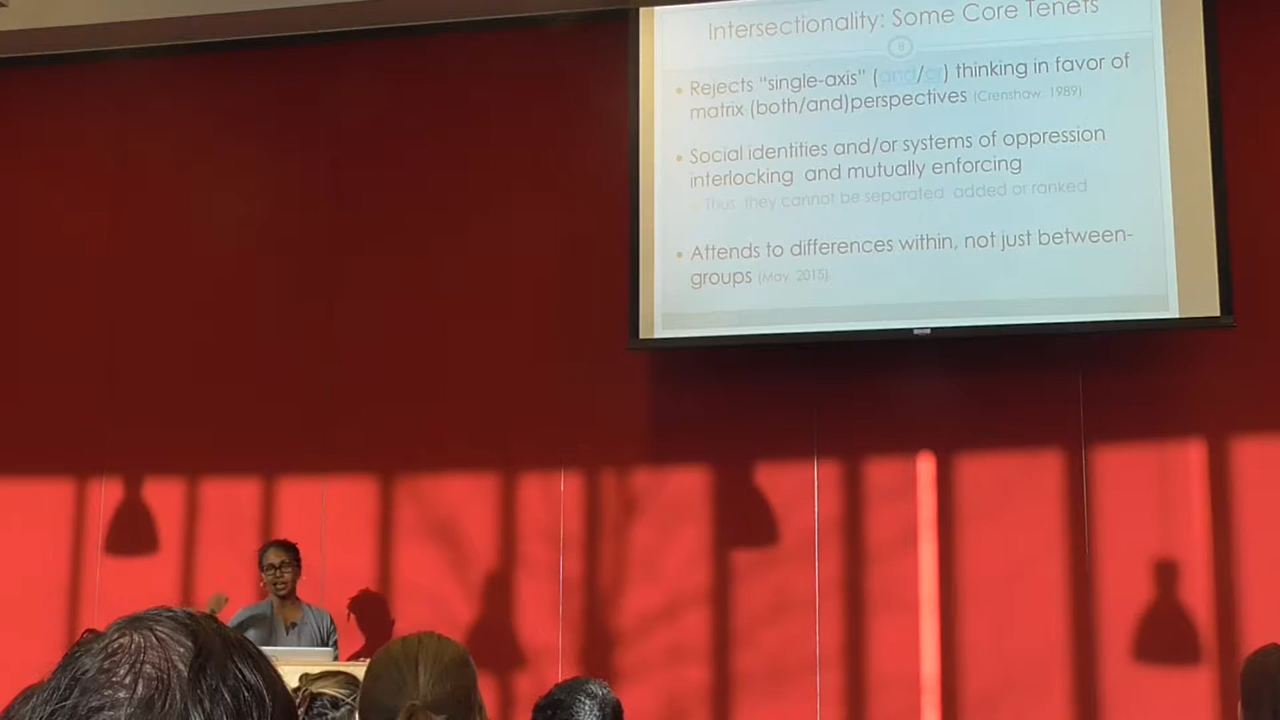 Intersectionality: Some Core Tenets
8
Rejects “single-axis” (and/or) thinking in favor of
matrix (both/and)perspectives (Crenshaw, 1989)
Social identities and/or systems of oppression
interlocking and mutually enforcing
Thus, they cannot be separated, added or ranked
Attends to differences within, not just between-
groups (May, 2015)